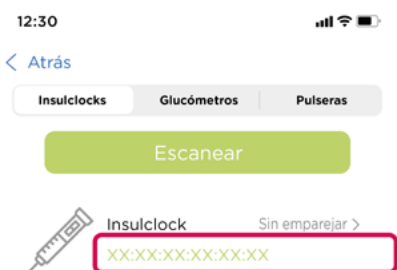 12:30
Atrás
Insulclocks Glucómetros Pulseras
Escanear
Insulclock Sin emparejar >
XX:XX:XX:XX:XX:XX